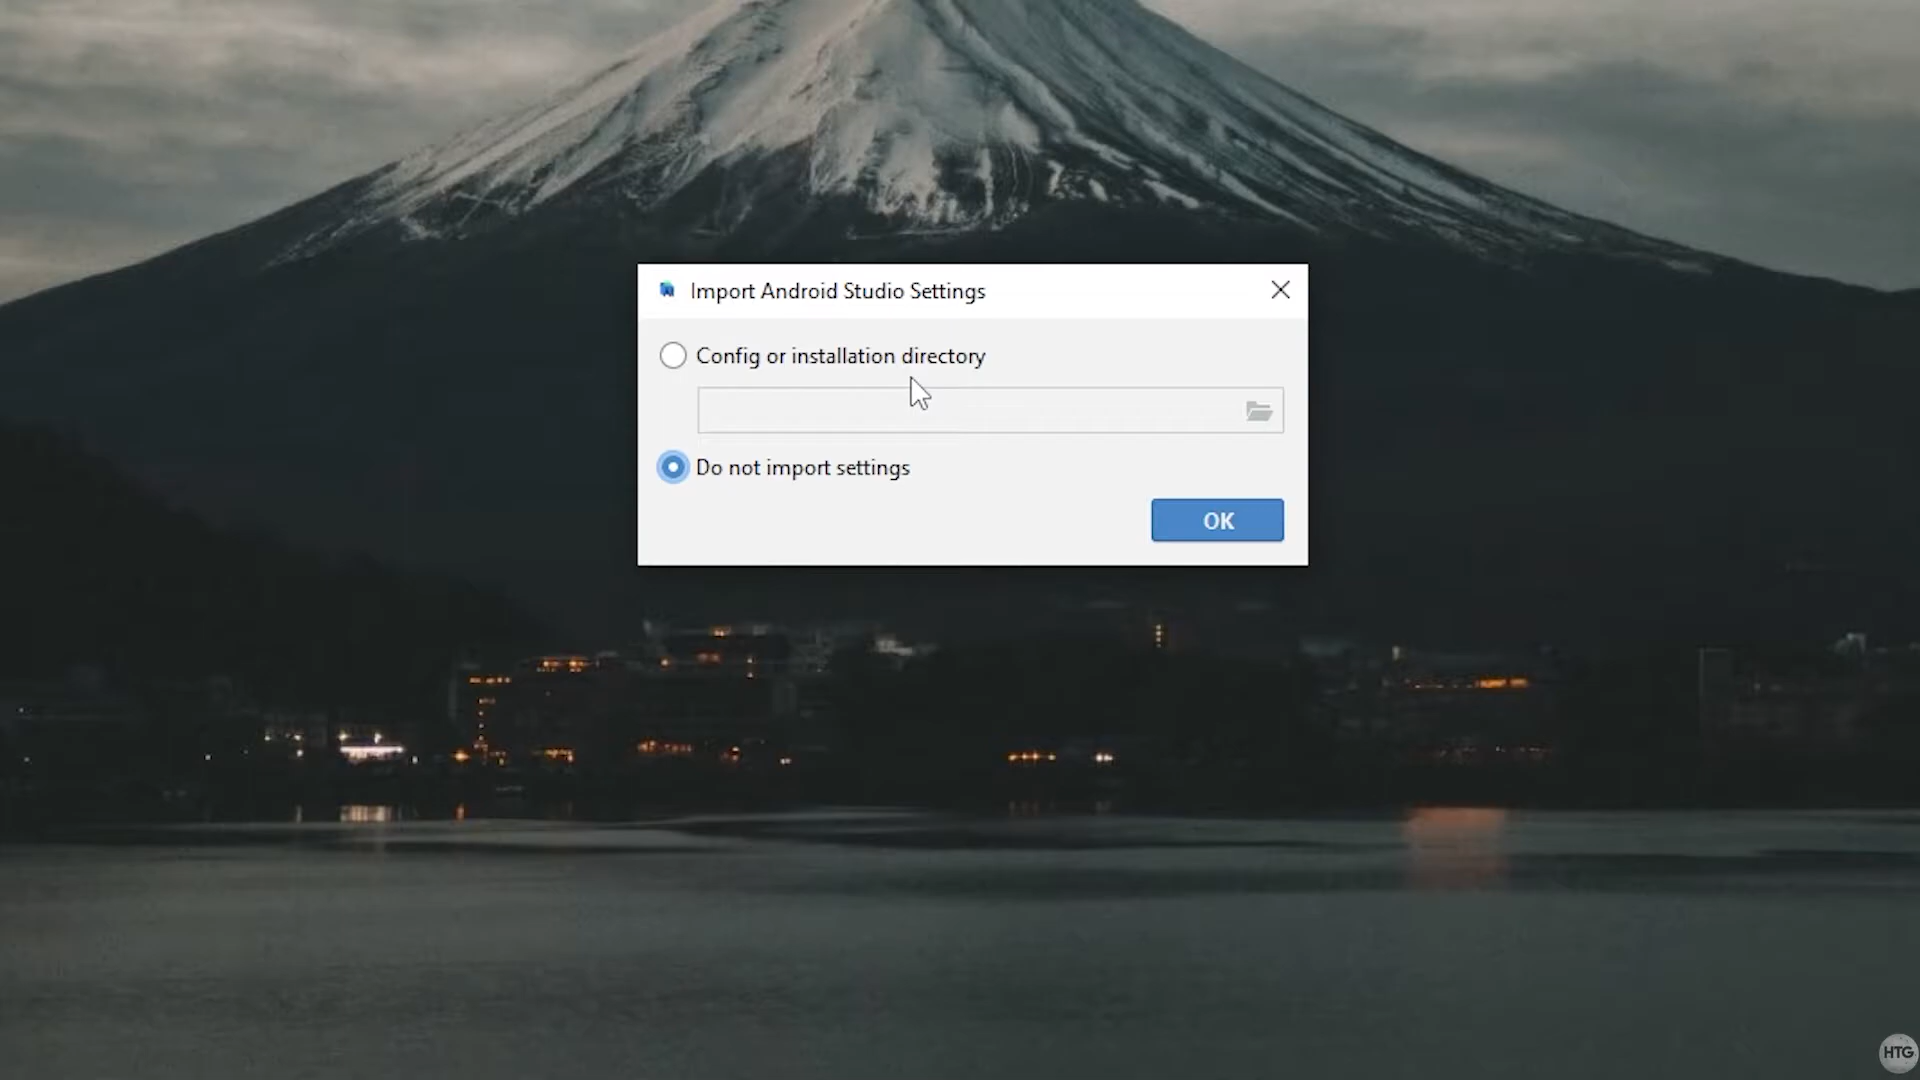 Import Android Studio Settings
Config or installation directory
Do not import settings
OK
HTG